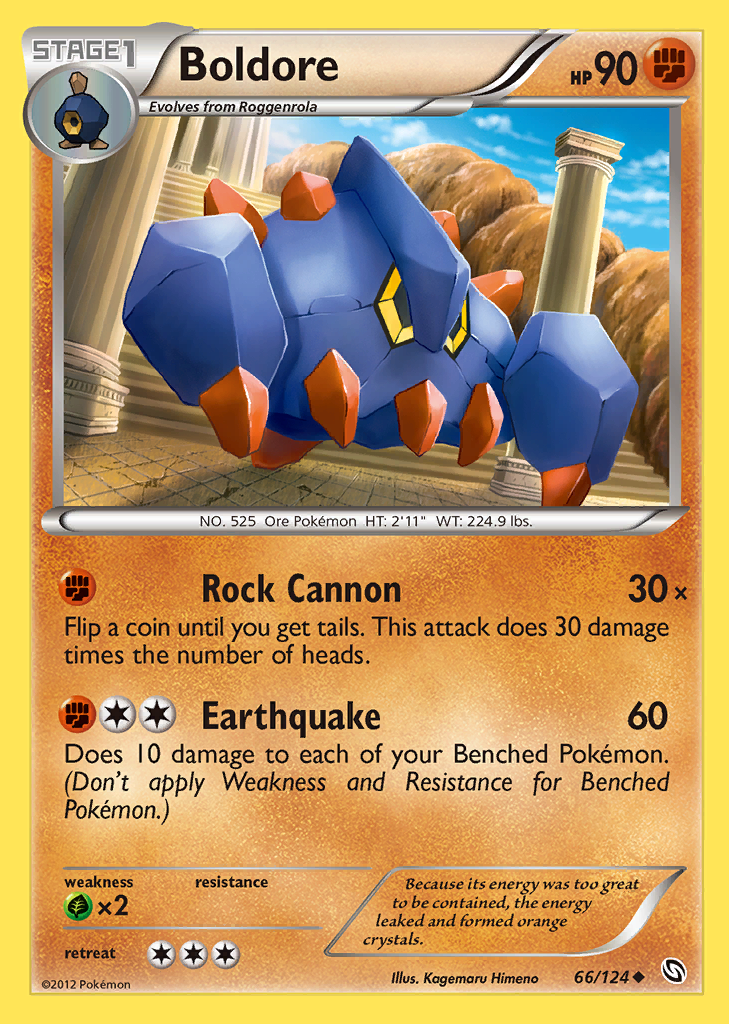 STAGE1
Boldore
HP 90
Evolves from Roggenrola
NO. 525 Ore Pokémon HT: 2'11" WT: 224.9 lbs.
Rock Cannon 30×
Flip a coin until you get tails. This attack does 30 damage
times the number of heads.
Earthquake 60
Does 10 damage to each of your Benched Pokémon.
(Don't apply Weakness and Resistance for Benched
Pokémon.)
weakness resistance
×2
retreat
Because its energy was too great
to be contained, the energy
leaked and formed orange
crystals.
Illus. Kagemaru Himeno 66/124
©2012 Pokémon